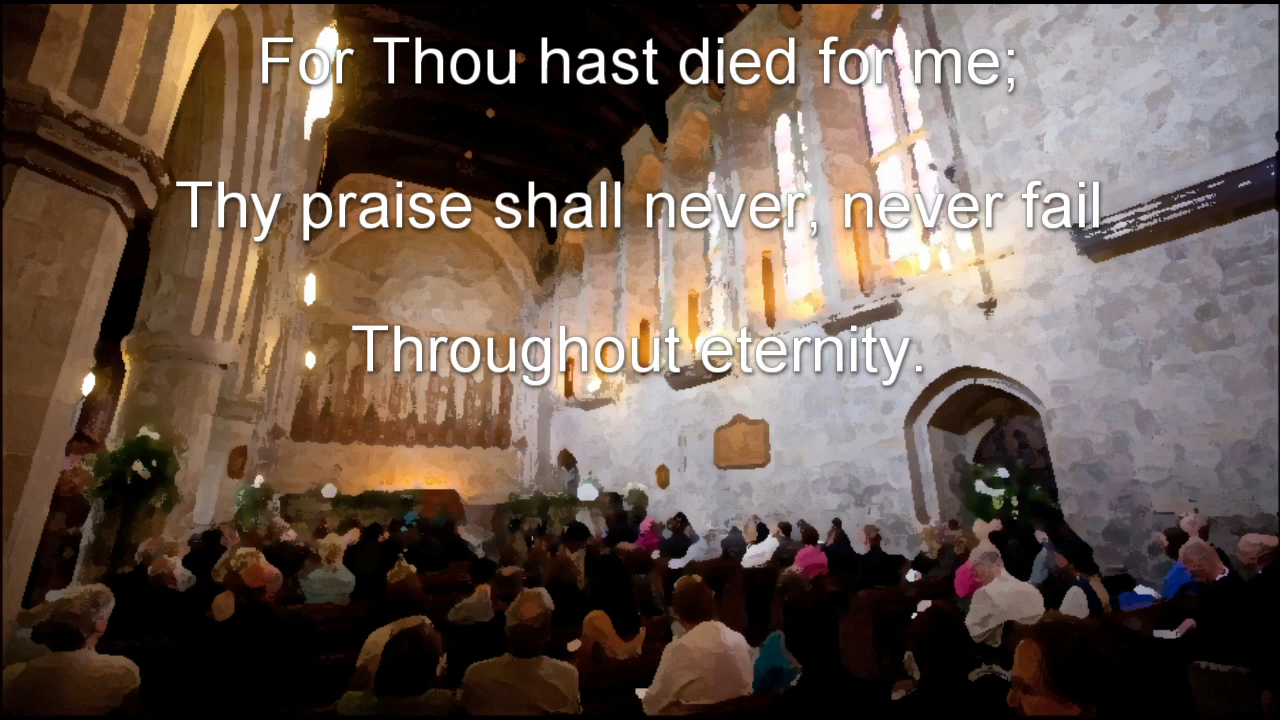 For Thou hast died for me;
Thy praise shall never, never fail
Throughout eternity.